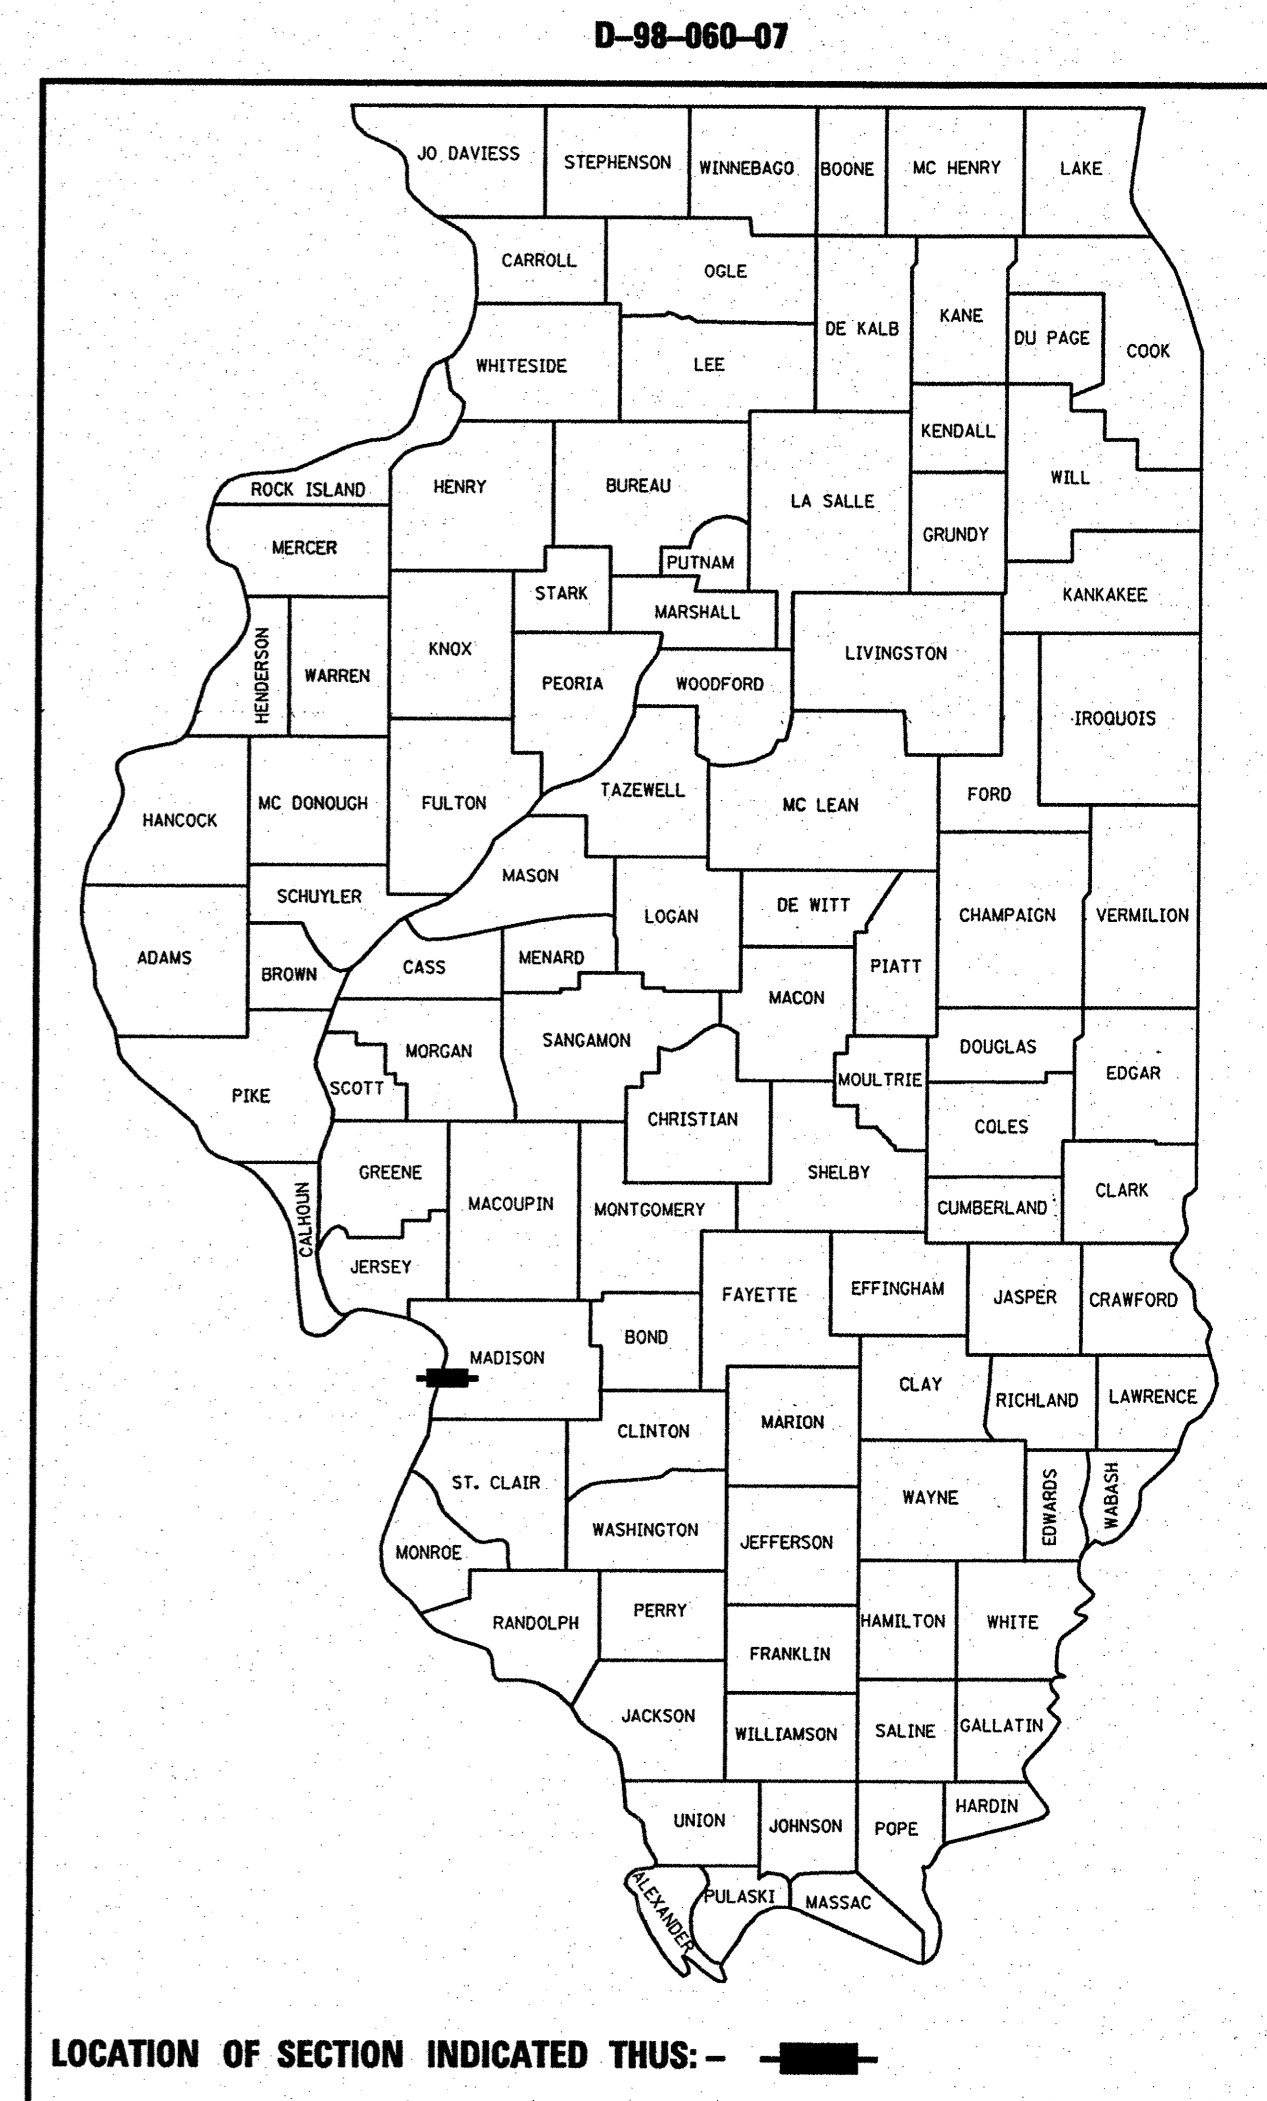 D-98-060-07
JO DAVIESS
STEPHENSON
WINNEBAGO
BOONE
MC HENRY
LAKE
CARROLL
OGLE
DE KALB
KANE
DU PAGE
COOK
WHITESIDE
LEE
KENDALL
ROCK ISLAND
HENRY
BUREAU
LA SALLE
WILL
MERCER
PUTNAM
GRUNDY
STARK
MARSHALL
KANKAKEE
HENDERSON
WARREN
KNOX
PEORIA
WOODFORD
LIVINGSTON
IROQUOIS
HANCOCK
MC DONOUGH
FULTON
TAZEWELL
MC LEAN
FORD
SCHUYLER
MASON
LOGAN
DE WITT
CHAMPAIGN
VERMILION
ADAMS
BROWN
CASS
MENARD
MACON
PIATT
PIKE
SCOTT
MORGAN
SANGAMON
MOULTRIE
DOUGLAS
EDGAR
CHRISTIAN
COLES
CALHOUN
GREENE
MACOUPIN
MONTGOMERY
SHELBY
CUMBERLAND
CLARK
JERSEY
FAYETTE
EFFINGHAM
JASPER
CRAWFORD
MADISON
BOND
CLAY
RICHLAND
LAWRENCE
CLINTON
MARION
ST. CLAIR
WAYNE
EDWARDS
WABASH
MONROE
WASHINGTON
JEFFERSON
RANDOLPH
PERRY
FRANKLIN
HAMILTON
WHITE
JACKSON
WILLIAMSON
SALINE
GALLATIN
UNION
JOHNSON
POPE
HARDIN
ALEXANDER
PULASKI
MASSAC
LOCATION OF SECTION INDICATED THUS: -